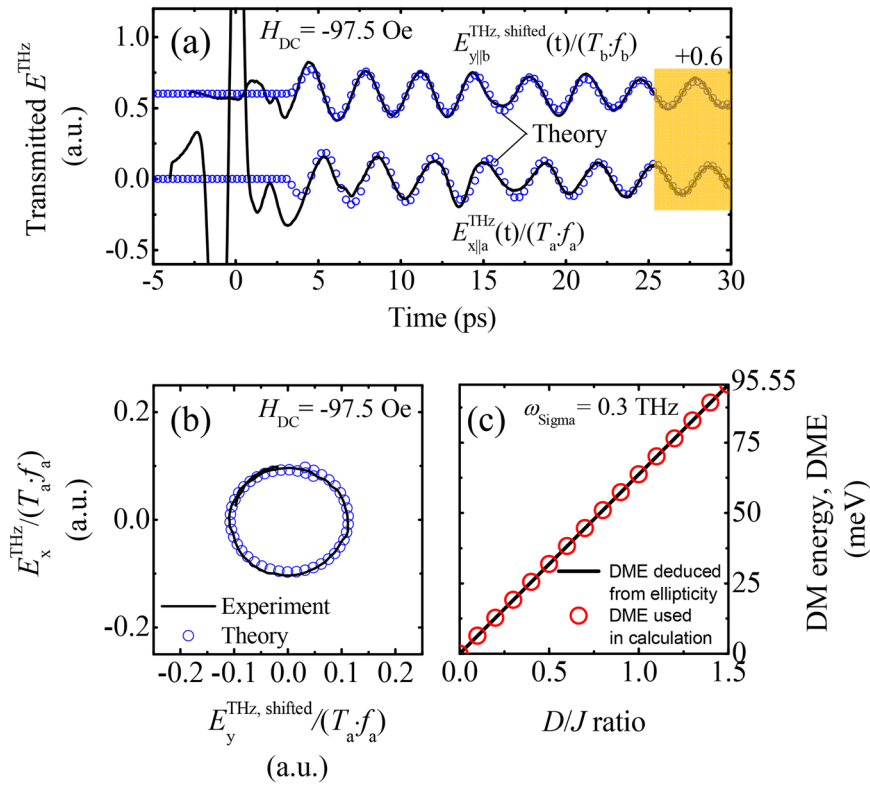 (a)
H_DC = -97.5 Oe
E_y||b^THz, shifted(t)/(T_b·f_b)
+0.6
Theory
E_x||a^THz(t)/(T_a·f_a)
1.0
0.5
0.0
-0.5
Transmitted E^THz
(a.u.)
-5 0 5 10 15 20 25 30
Time (ps)
(b)
H_DC = -97.5 Oe
0.2
0.0
-0.2
E_x^THz/(T_a·f_a)
(a.u.)
Experiment
Theory
-0.2 -0.1 0.0 0.1 0.2
E_y^THz, shifted/(T_a·f_a)
(a.u.)
(c)
ω_Sigma = 0.3 THz
DME deduced
from ellipticity
DME used
in calculation
95.55
75
50
25
0
DM energy, DME
(meV)
0.0 0.5 1.0 1.5
D/J ratio